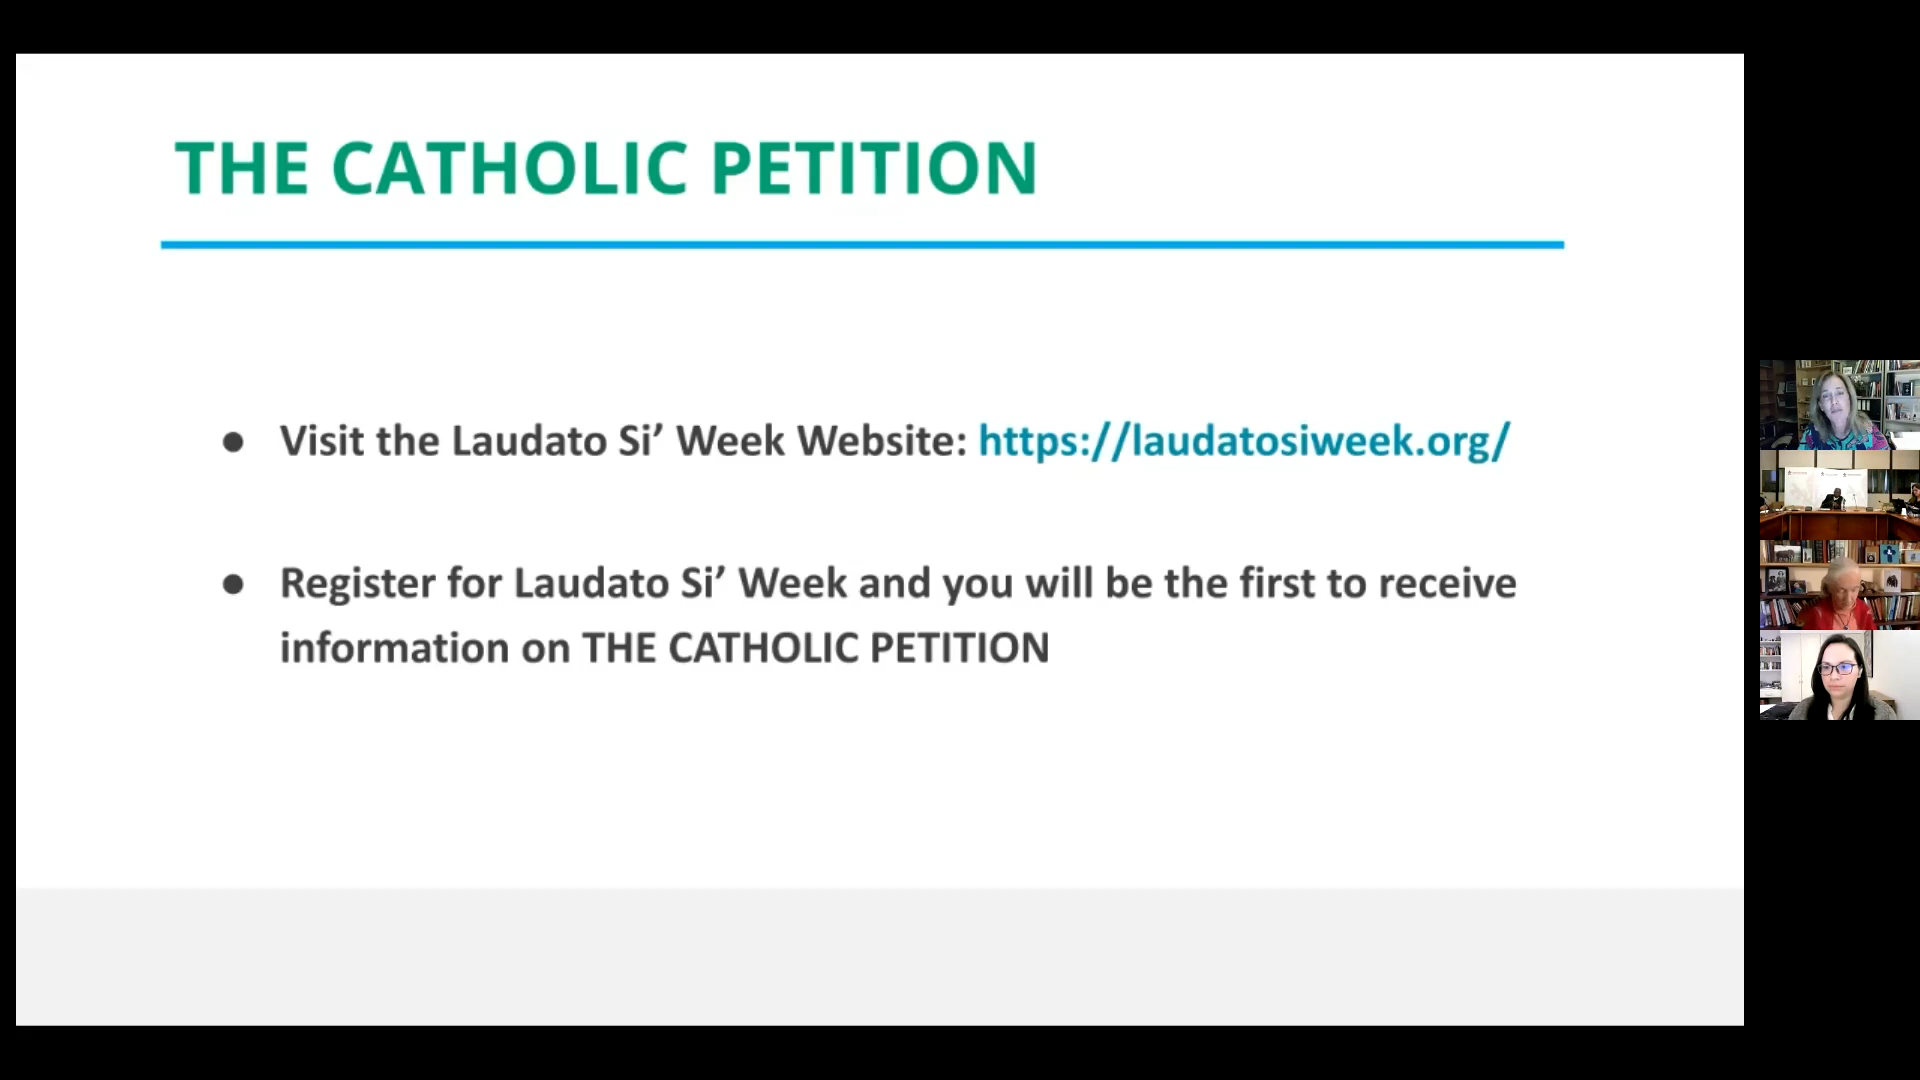 THE CATHOLIC PETITION
● Visit the Laudato Si’ Week Website: https://laudatosiweek.org/
● Register for Laudato Si’ Week and you will be the first to receive
information on THE CATHOLIC PETITION